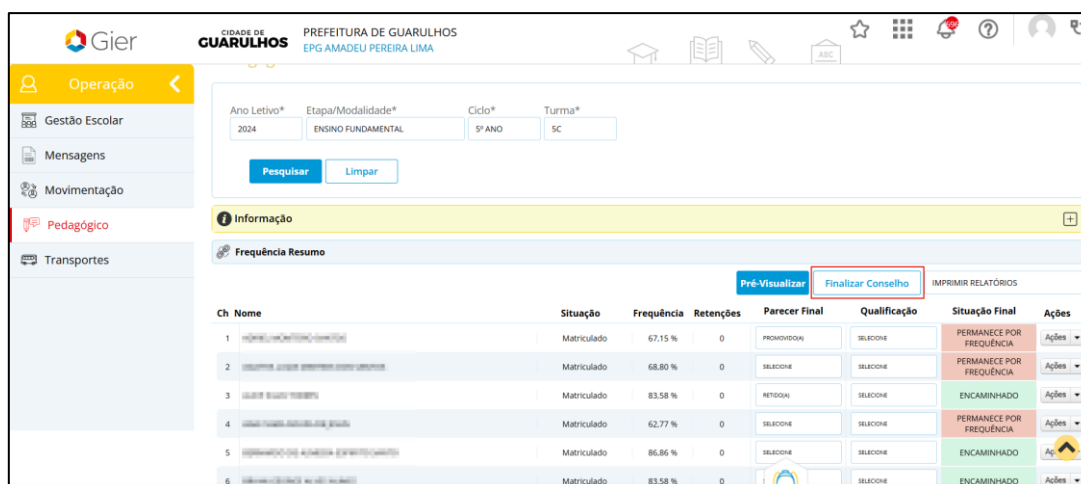 Gier
CIDADE DE
GUARULHOS
PREFEITURA DE GUARULHOS
EPG AMADEU PEREIRA LIMA
ABC
Operação
Gestão Escolar
Mensagens
Movimentação
Pedagógico
Transportes
Ano Letivo* Etapa/Modalidade* Ciclo* Turma*
2024 ENSINO FUNDAMENTAL 5º ANO 5C
Pesquisar Limpar
Informação
Frequência Resumo
Pré-Visualizar Finalizar Conselho IMPRIMIR RELATÓRIOS
Ch Nome Situação Frequência Retenções Parecer Final Qualificação Situação Final Ações
1 Matriculado 67,15 % 0 PROMOVIDO(A) SELECIONE PERMANECE POR FREQUÊNCIA Ações
2 Matriculado 68,80 % 0 SELECIONE SELECIONE PERMANECE POR FREQUÊNCIA Ações
3 Matriculado 83,58 % 0 RETIDO(A) SELECIONE ENCAMINHADO Ações
4 Matriculado 62,77 % 0 SELECIONE SELECIONE PERMANECE POR FREQUÊNCIA Ações
5 Matriculado 86,86 % 0 SELECIONE SELECIONE ENCAMINHADO
6 Matriculado 83,58 % 0 SELECIONE ENCAMINHADO Ações